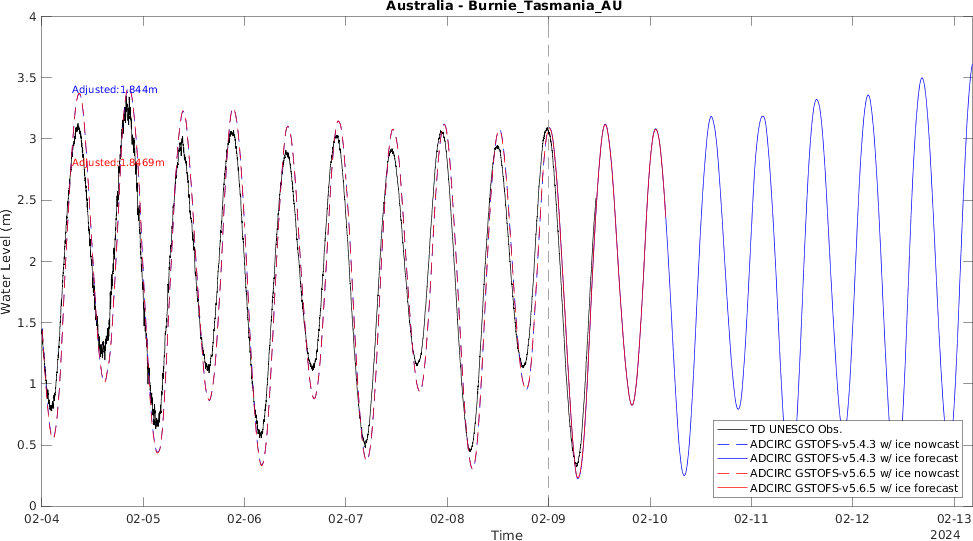 Australia - Burnie_Tasmania_AU
4
3.5
3
2.5
2
1.5
1
0.5
0
Water Level (m)
Adjusted:1.844m
Adjusted:1.8469m
TD UNESCO Obs.
ADCIRC GSTOFS-v5.4.3 w/ ice nowcast
ADCIRC GSTOFS-v5.4.3 w/ ice forecast
ADCIRC GSTOFS-v5.6.5 w/ ice nowcast
ADCIRC GSTOFS-v5.6.5 w/ ice forecast
02-04 02-05 02-06 02-07 02-08 02-09 02-10 02-11 02-12 02-13
2024
Time